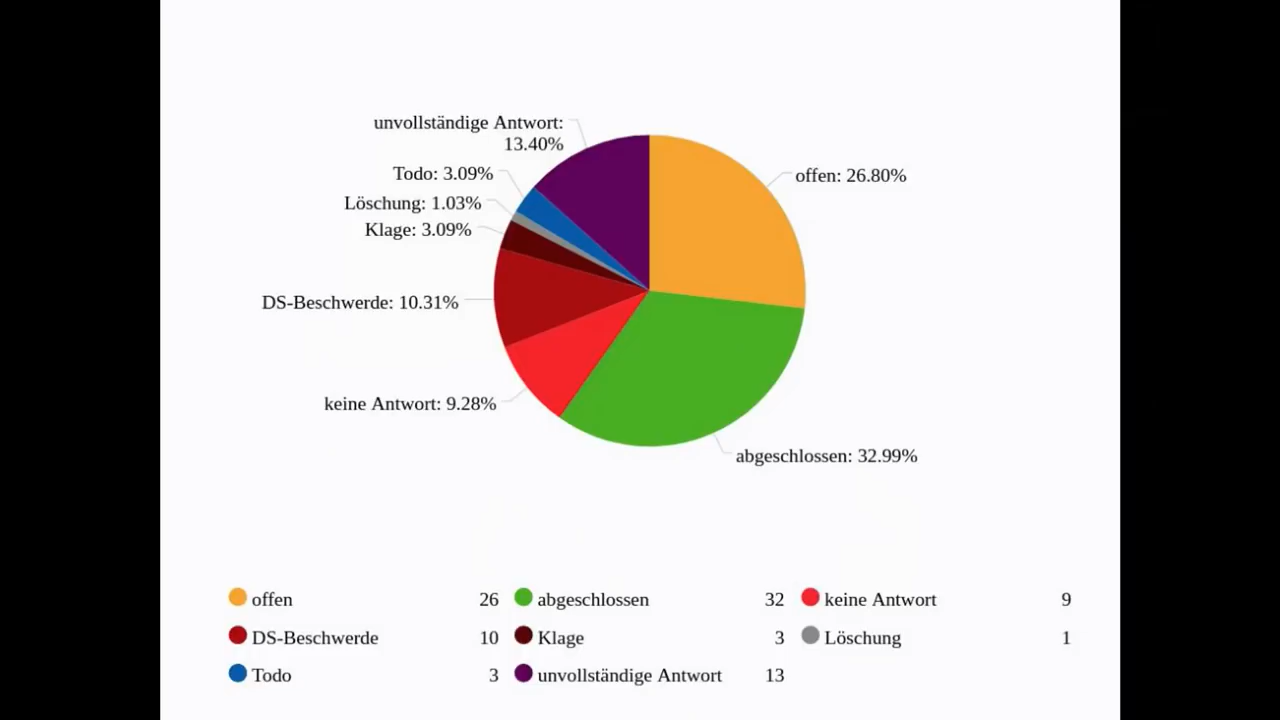 unvollständige Antwort:
13.40%
Todo: 3.09%
offen: 26.80%
Löschung: 1.03%
Klage: 3.09%
DS-Beschwerde: 10.31%
keine Antwort: 9.28%
abgeschlossen: 32.99%
offen 26 abgeschlossen 32 keine Antwort 9
DS-Beschwerde 10 Klage 3 Löschung 1
Todo 3 unvollständige Antwort 13